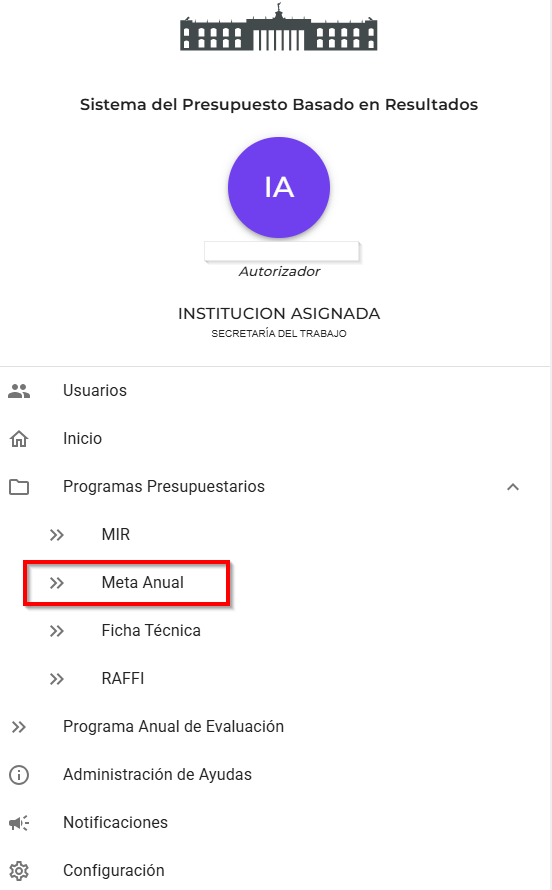 Sistema del Presupuesto Basado en Resultados
IA
Autorizador
INSTITUCION ASIGNADA
SECRETARÍA DEL TRABAJO
Usuarios
Inicio
Programas Presupuestarios
MIR
Meta Anual
Ficha Técnica
RAFFI
Programa Anual de Evaluación
Administración de Ayudas
Notificaciones
Configuración